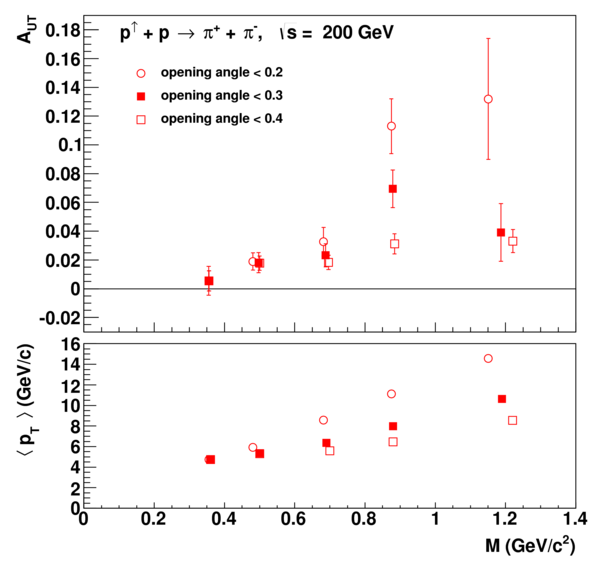 A_UT
p↑ + p → π+ + π-, √s = 200 GeV
opening angle < 0.2
opening angle < 0.3
opening angle < 0.4
0.18
0.16
0.14
0.12
0.1
0.08
0.06
0.04
0.02
0
-0.02
⟨ p_T ⟩ (GeV/c)
16
14
12
10
8
6
4
2
0
0 0.2 0.4 0.6 0.8 1 1.2 1.4
M (GeV/c²)